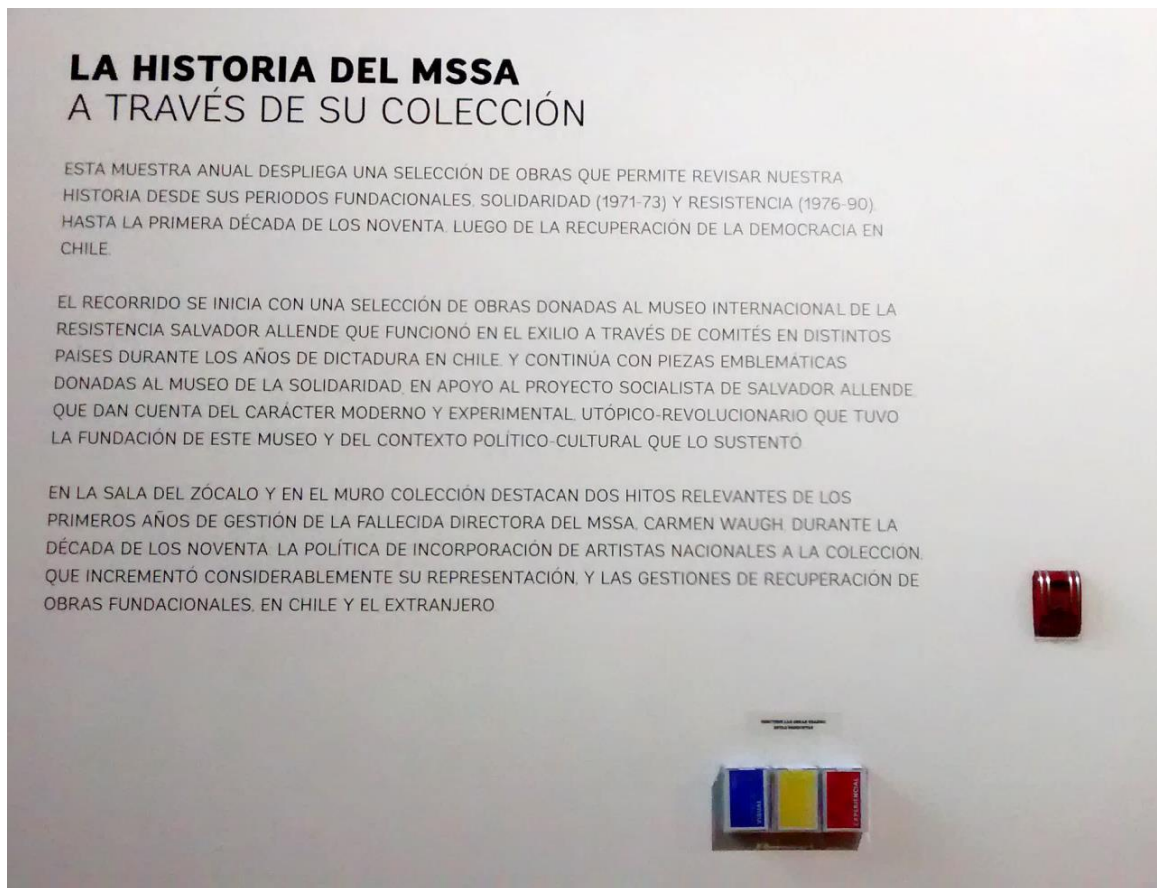 LA HISTORIA DEL MSSA
A TRAVÉS DE SU COLECCIÓN
ESTA MUESTRA ANUAL DESPLIEGA UNA SELECCIÓN DE OBRAS QUE PERMITE REVISAR NUESTRA
HISTORIA DESDE SUS PERIODOS FUNDACIONALES, SOLIDARIDAD (1971-73) Y RESISTENCIA (1976-90),
HASTA LA PRIMERA DÉCADA DE LOS NOVENTA, LUEGO DE LA RECUPERACIÓN DE LA DEMOCRACIA EN
CHILE.
EL RECORRIDO SE INICIA CON UNA SELECCIÓN DE OBRAS DONADAS AL MUSEO INTERNACIONAL DE LA
RESISTENCIA SALVADOR ALLENDE QUE FUNCIONÓ EN EL EXILIO A TRAVÉS DE COMITÉS EN DISTINTOS
PAÍSES DURANTE LOS AÑOS DE DICTADURA EN CHILE, Y CONTINÚA CON PIEZAS EMBLEMÁTICAS
DONADAS AL MUSEO DE LA SOLIDARIDAD, EN APOYO AL PROYECTO SOCIALISTA DE SALVADOR ALLENDE,
QUE DAN CUENTA DEL CARÁCTER MODERNO Y EXPERIMENTAL, UTÓPICO-REVOLUCIONARIO QUE TUVO
LA FUNDACIÓN DE ESTE MUSEO Y DEL CONTEXTO POLÍTICO-CULTURAL QUE LO SUSTENTÓ.
EN LA SALA DEL ZÓCALO Y EN EL MURO COLECCIÓN DESTACAN DOS HITOS RELEVANTES DE LOS
PRIMEROS AÑOS DE GESTIÓN DE LA FALLECIDA DIRECTORA DEL MSSA, CARMEN WAUGH, DURANTE LA
DÉCADA DE LOS NOVENTA: LA POLÍTICA DE INCORPORACIÓN DE ARTISTAS NACIONALES A LA COLECCIÓN,
QUE INCREMENTÓ CONSIDERABLEMENTE SU REPRESENTACIÓN, Y LAS GESTIONES DE RECUPERACIÓN DE
OBRAS FUNDACIONALES, EN CHILE Y EL EXTRANJERO.
VISUAL
EXPERIENCIAL